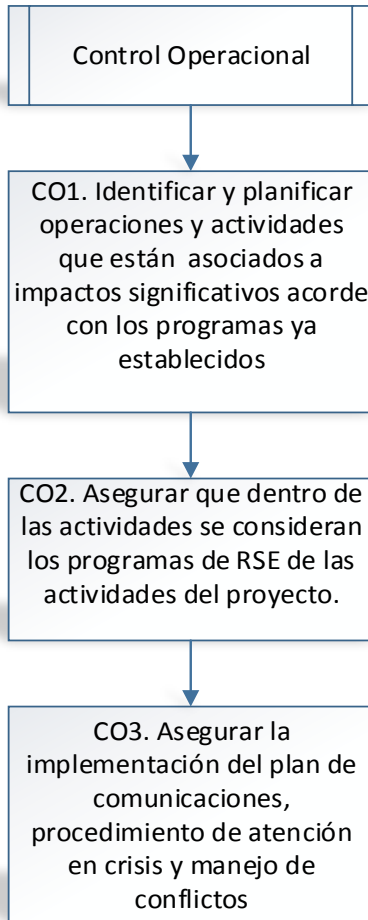 Control Operacional
CO1. Identificar y planificar
operaciones y actividades
que están  asociados a
impactos significativos acorde
con los programas ya
establecidos
CO2. Asegurar que dentro de
las actividades se consideran
los programas de RSE de las
actividades del proyecto.
CO3. Asegurar la
implementación del plan de
comunicaciones,
procedimiento de atención
en crisis y manejo de
conflictos